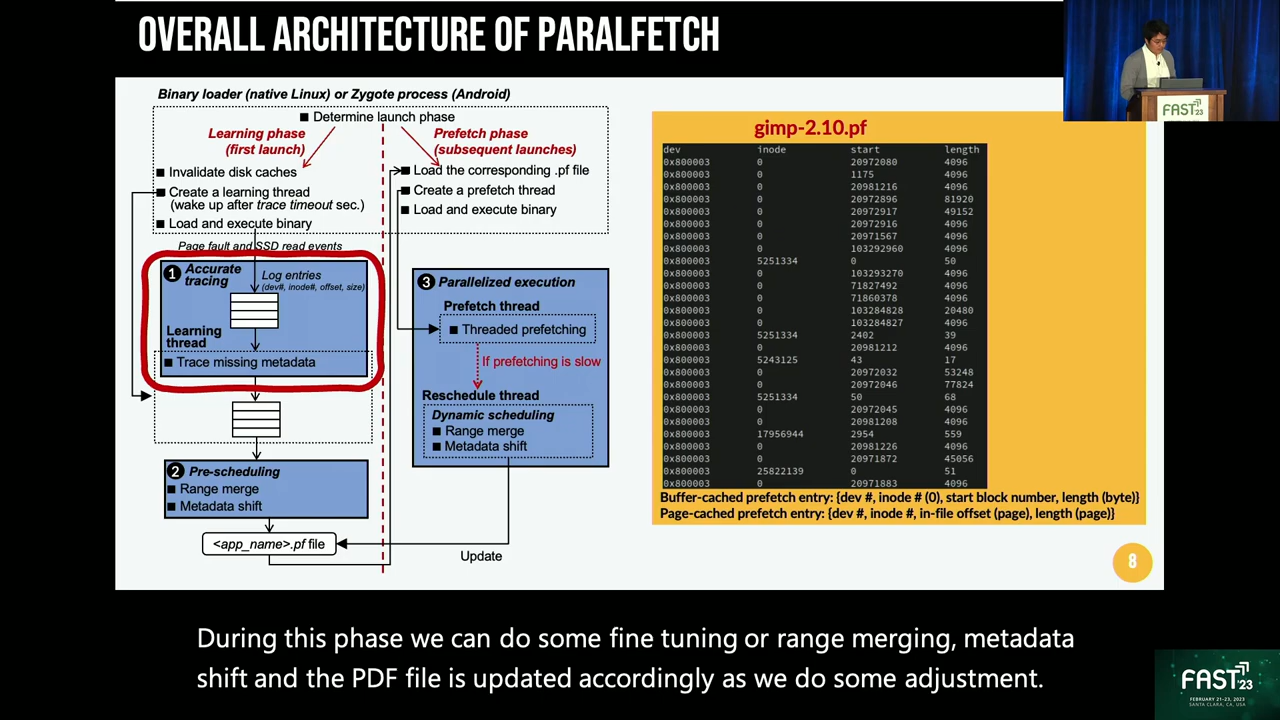 OVERALL ARCHITECTURE OF PARALFETCH
Binary loader (native Linux) or Zygote process (Android)
■ Determine launch phase
Learning phase
(first launch)
Prefetch phase
(subsequent launches)
■ Invalidate disk caches
■ Create a learning thread
(wake up after trace timeout sec.)
■ Load and execute binary
■ Load the corresponding .pf file
■ Create a prefetch thread
■ Load and execute binary
Page fault and SSD read events
1 Accurate
tracing
Log entries
(dev#, inode#, offset, size)
Learning
thread
■ Trace missing metadata
2 Pre-scheduling
■ Range merge
■ Metadata shift
<app_name>.pf file
3 Parallelized execution
Prefetch thread
■ Threaded prefetching
If prefetching is slow
Reschedule thread
Dynamic scheduling
■ Range merge
■ Metadata shift
Update
gimp-2.10.pf
dev inode start length
0x800003 0 20972080 4096
0x800003 0 1175 4096
0x800003 0 20981216 4096
0x800003 0 20972896 81920
0x800003 0 20972917 49152
0x800003 0 20972916 4096
0x800003 0 20971567 4096
0x800003 0 103292960 4096
0x800003 5251334 0 50
0x800003 0 103293270 4096
0x800003 0 71827492 4096
0x800003 0 71860378 4096
0x800003 0 103284828 20480
0x800003 0 103284827 4096
0x800003 5251334 2402 39
0x800003 0 20981212 4096
0x800003 5243125 43 17
0x800003 0 20972032 53248
0x800003 0 20972046 77824
0x800003 5251334 50 68
0x800003 0 20972045 4096
0x800003 0 20981208 4096
0x800003 17956944 2954 559
0x800003 0 20981226 4096
0x800003 0 20971872 45056
0x800003 25822139 0 51
0x800003 0 20971883 4096
Buffer-cached prefetch entry: {dev #, inode # (0), start block number, length (byte)}
Page-cached prefetch entry: {dev #, inode #, in-file offset (page), length (page)}
8
FAST 23
During this phase we can do some fine tuning or range merging, metadata
shift and the PDF file is updated accordingly as we do some adjustment.
FAST 23
FEBRUARY 21–23, 2023
SANTA CLARA, CA, USA